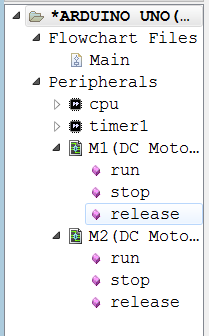 *ARDUINO UNO(...
Flowchart Files
Main
Peripherals
cpu
timer1
M1(DC Moto...
run
stop
release
M2(DC Moto...
run
stop
release